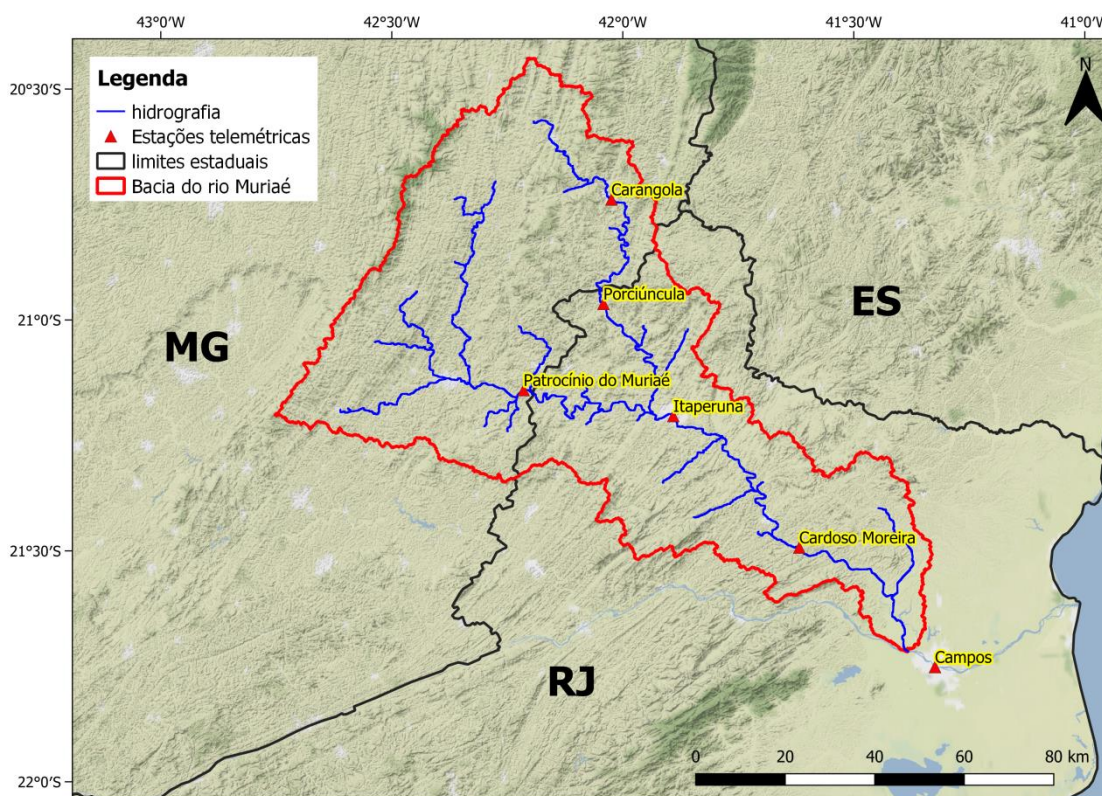 43°0'W 42°30'W 42°0'W 41°30'W 41°0'W
20°30'S
21°0'S
21°30'S
22°0'S
Legenda
hidrografia
Estações telemétricas
limites estaduais
Bacia do rio Muriaé
N
Carangola
Porciúncula
ES
MG
Patrocínio do Muriaé
Itaperuna
Cardoso Moreira
Campos
RJ
0 20 40 60 80 km